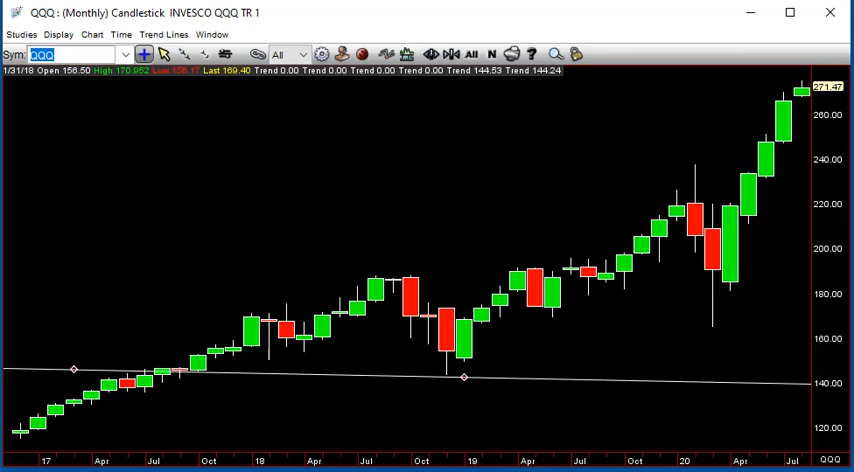 QQQ : (Monthly) Candlestick INVESCO QQQ TR 1
Studies Display Chart Time Trend Lines Window
Sym: QQQ All All N ?
1/31/18 Open 156.50 High 170.952 Low 156.17 Last 169.40 Trend 0.00 Trend 0.00 Trend 0.00 Trend 0.00 Trend 144.53 Trend 144.24
271.47
260.00
240.00
220.00
200.00
180.00
160.00
140.00
120.00
17 Apr Jul Oct 18 Apr Jul Oct 19 Apr Jul Oct 20 Apr Jul QQQ